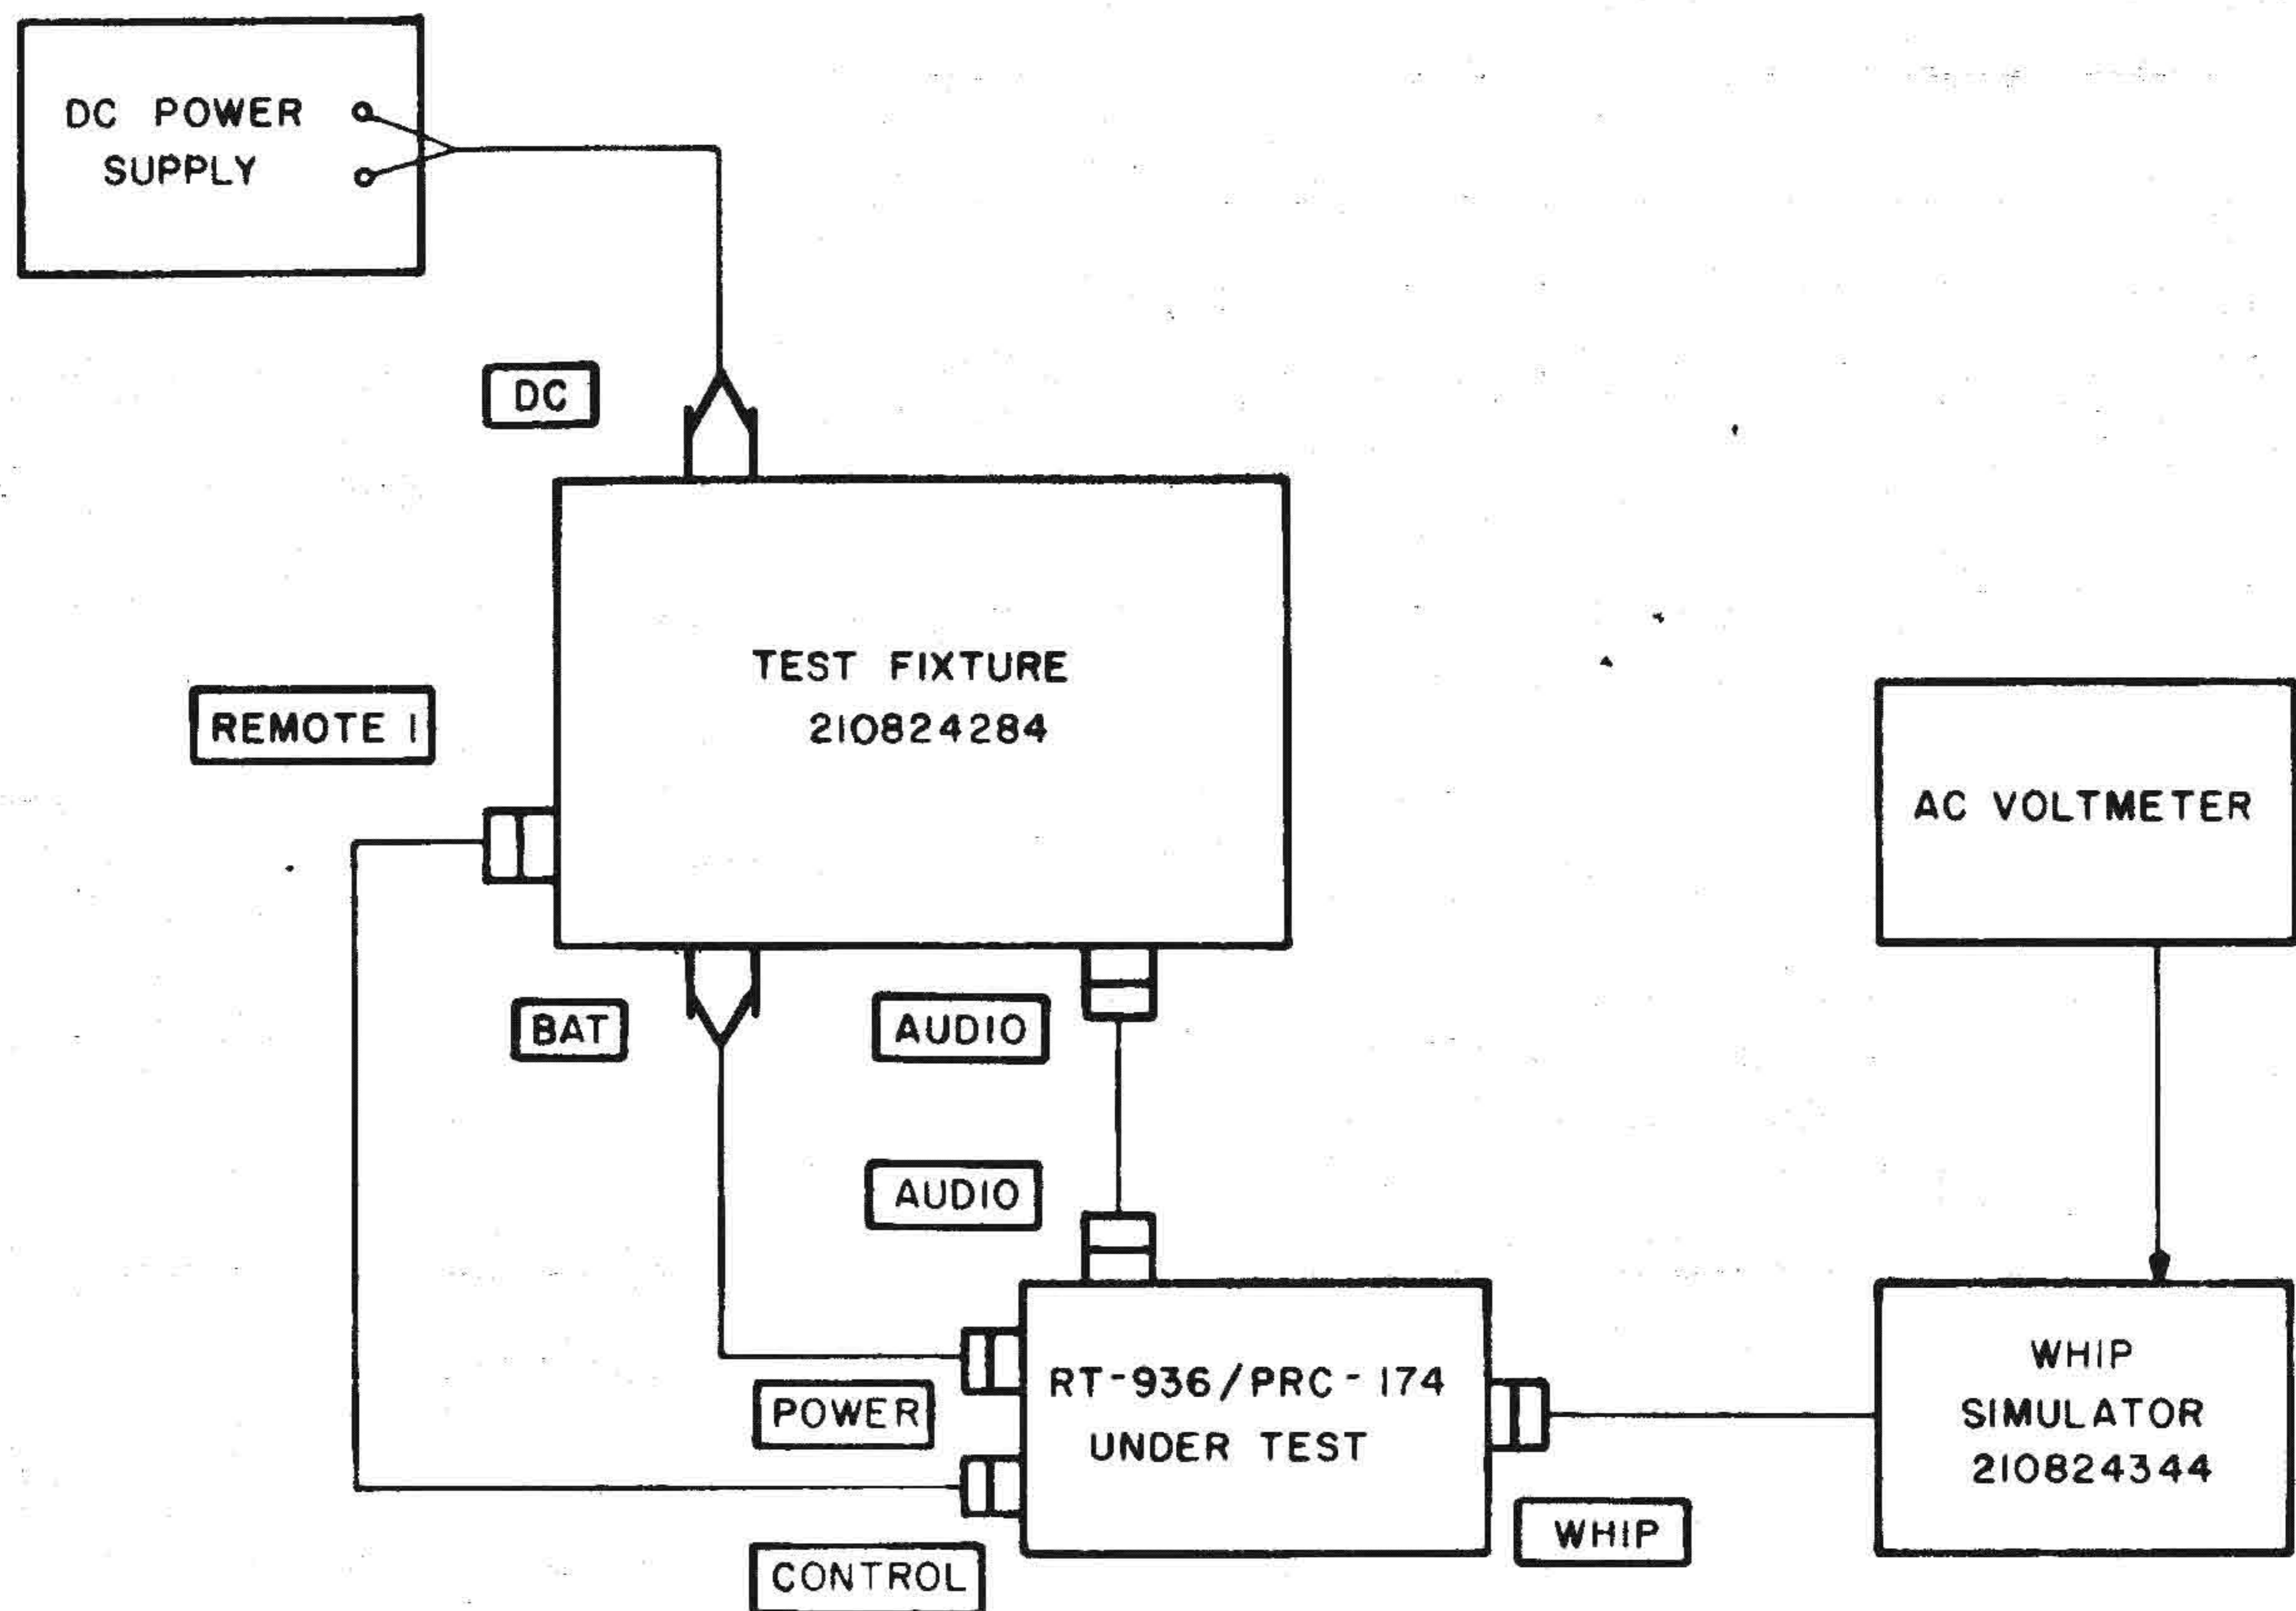 DC POWER
SUPPLY
DC
TEST FIXTURE
210824284
REMOTE 1
AC VOLTMETER
BAT
AUDIO
AUDIO
POWER
RT-936/PRC-174
UNDER TEST
WHIP
SIMULATOR
210824344
WHIP
CONTROL